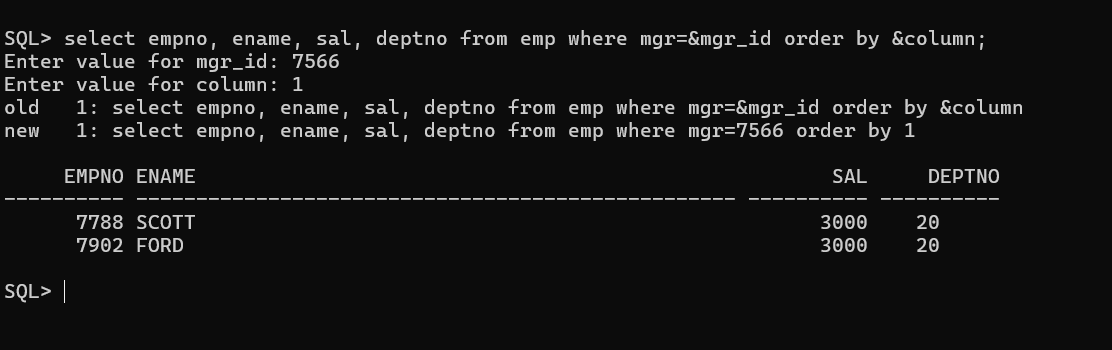 SQL> select empno, ename, sal, deptno from emp where mgr=&mgr_id order by &column;
Enter value for mgr_id: 7566
Enter value for column: 1
old   1: select empno, ename, sal, deptno from emp where mgr=&mgr_id order by &column
new   1: select empno, ename, sal, deptno from emp where mgr=7566 order by 1
     EMPNO ENAME                                                     SAL     DEPTNO
---------- -------------------------------------------------- ---------- ----------
      7788 SCOTT                                                    3000    20
      7902 FORD                                                     3000    20
SQL>